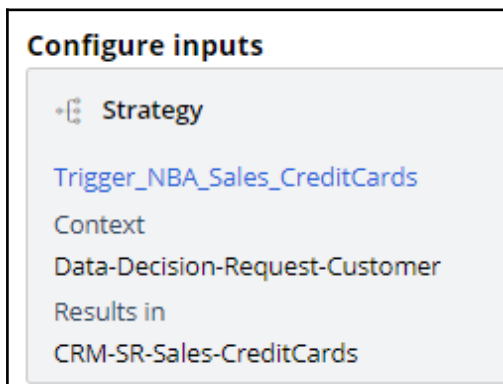 Configure inputs
Strategy
Trigger_NBA_Sales_CreditCards
Context
Data-Decision-Request-Customer
Results in
CRM-SR-Sales-CreditCards